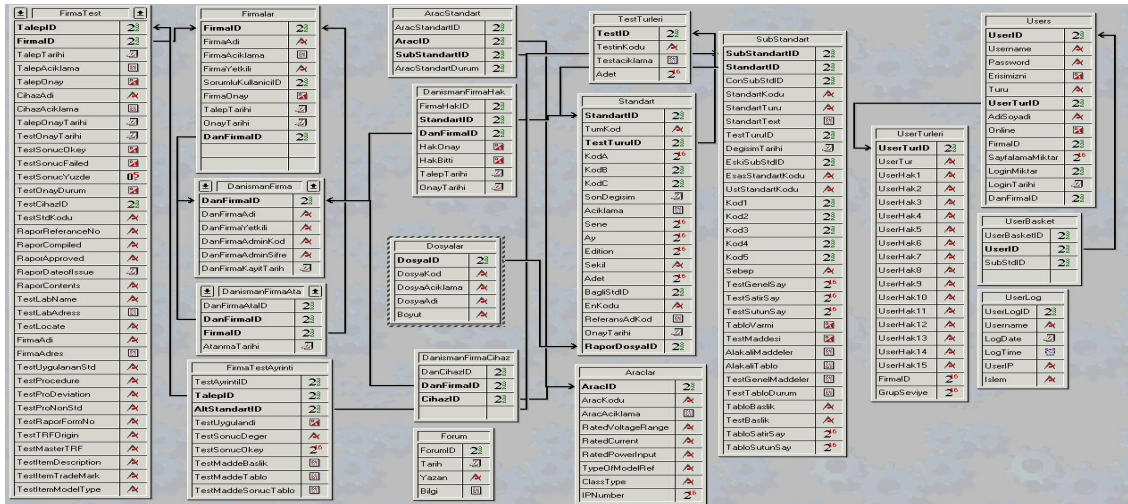 FirmaTest
TalepID
FirmaID
TalepTarihi
TalepAciklama
TalepOnay
CihazAdi
CihazAciklama
TalepOnayTarihi
TestOnayTarihi
TestSonucOkey
TestSonucFailed
TestSonucYuzde
TestOnayDurum
TestCihazID
TestStdKodu
RaporReferanceNo
RaporCompiled
RaporApproved
RaporDateofIssue
RaporContents
TestLabName
TestLabAdress
TestLocate
FirmaAdi
FirmaAdres
TestUygulananStd
TestProcedure
TestProDeviation
TestProNonStd
TestRaporFormNo
TestTRFOrigin
TestMasterTRF
TestItemDescription
TestItemTradeMark
TestItemModelType
Firmalar
FirmaID
FirmaAdi
FirmaAciklama
FirmaYetkili
SorumluKullaniciID
FirmaOnay
TalepTarihi
OnayTarihi
DanFirmaID
DanismanFirma
DanFirmaID
DanFirmaAdi
DanFirmaYetkili
DanFirmaAdminKod
DanFirmaAdminSifre
DanFirmaKayitTarih
DanismanFirmaAta
DanFirmaAtaID
DanFirmaID
FirmaID
AtanmaTarihi
FirmaTestAyrinti
TestAyrintiID
TalepID
AltStandartID
TestUygulandi
TestSonucDeger
TestSonucOkey
TestMaddeBaslik
TestMaddeTablo
TestMaddeSonucTablo
AracStandart
AracStandartID
AracID
SubStandartID
AracStandartDurum
DanismanFirmaHak
FirmaHakID
StandartID
DanFirmaID
HakOnay
HakBitti
TalepTarihi
OnayTarihi
Dosyalar
DosyaID
DosyaKod
DosyaAciklama
DosyaAdi
Boyut
DanismanFirmaCihaz
DanCihazID
DanFirmaID
CihazID
Forum
ForumID
Tarih
Yazan
Bilgi
TestTurleri
TestID
TestinKodu
Testaciklama
Adet
Standart
StandartID
TumKod
TestTuruID
KodA
KodB
KodC
SonDegisim
Aciklama
Sene
Ay
Edition
Sekil
Adet
BagliStdID
EnKodu
ReferansAdKod
OnayTarihi
RaporDosyaID
Araclar
AracID
AracKodu
AracAciklama
RatedVoltageRange
RatedCurrent
RatedPowerInput
TypeOfModelRef
ClassType
IPNumber
SubStandart
SubStandartID
StandartID
ConSubStdID
StandartKodu
StandartTuru
StandartText
TestTuruID
DegisimTarihi
EskiSubStdID
EsasStandartKodu
UstStandartKodu
Kod1
Kod2
Kod3
Kod4
Kod5
Sebep
TestGenelSay
TestSatirSay
TestSutunSay
TabloVarmi
TestMaddesi
AlakaliMaddeler
AlakaliTablo
TestGenelMaddeler
TestTabloDurum
TabloBaslik
TestBaslik
TabloSatirSay
TabloSutunSay
UserTurleri
UserTurID
UserTur
UserHak1
UserHak2
UserHak3
UserHak4
UserHak5
UserHak6
UserHak7
UserHak8
UserHak9
UserHak10
UserHak11
UserHak12
UserHak13
UserHak14
UserHak15
FirmaID
GrupSeviye
Users
UserID
Username
Password
Erisimizni
Turu
UserTurID
AdiSoyadi
Online
FirmaID
SayfalamaMiktar
LoginMiktar
LoginTarihi
DanFirmaID
UserBasket
UserBasketID
UserID
SubStdID
UserLog
UserLogID
Username
LogDate
LogTime
UserIP
Islem